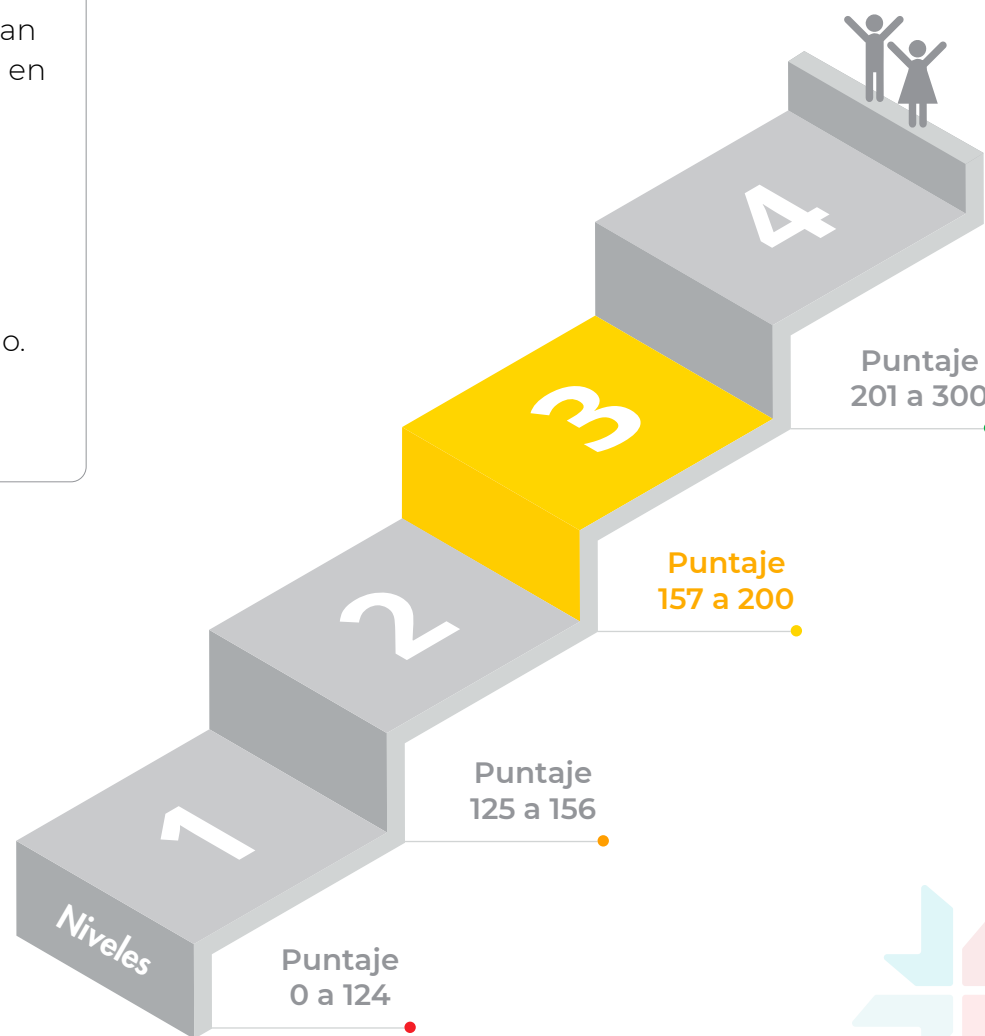 an
en
o.
4
Puntaje
201 a 300
3
Puntaje
157 a 200
2
Puntaje
125 a 156
1
Niveles
Puntaje
0 a 124